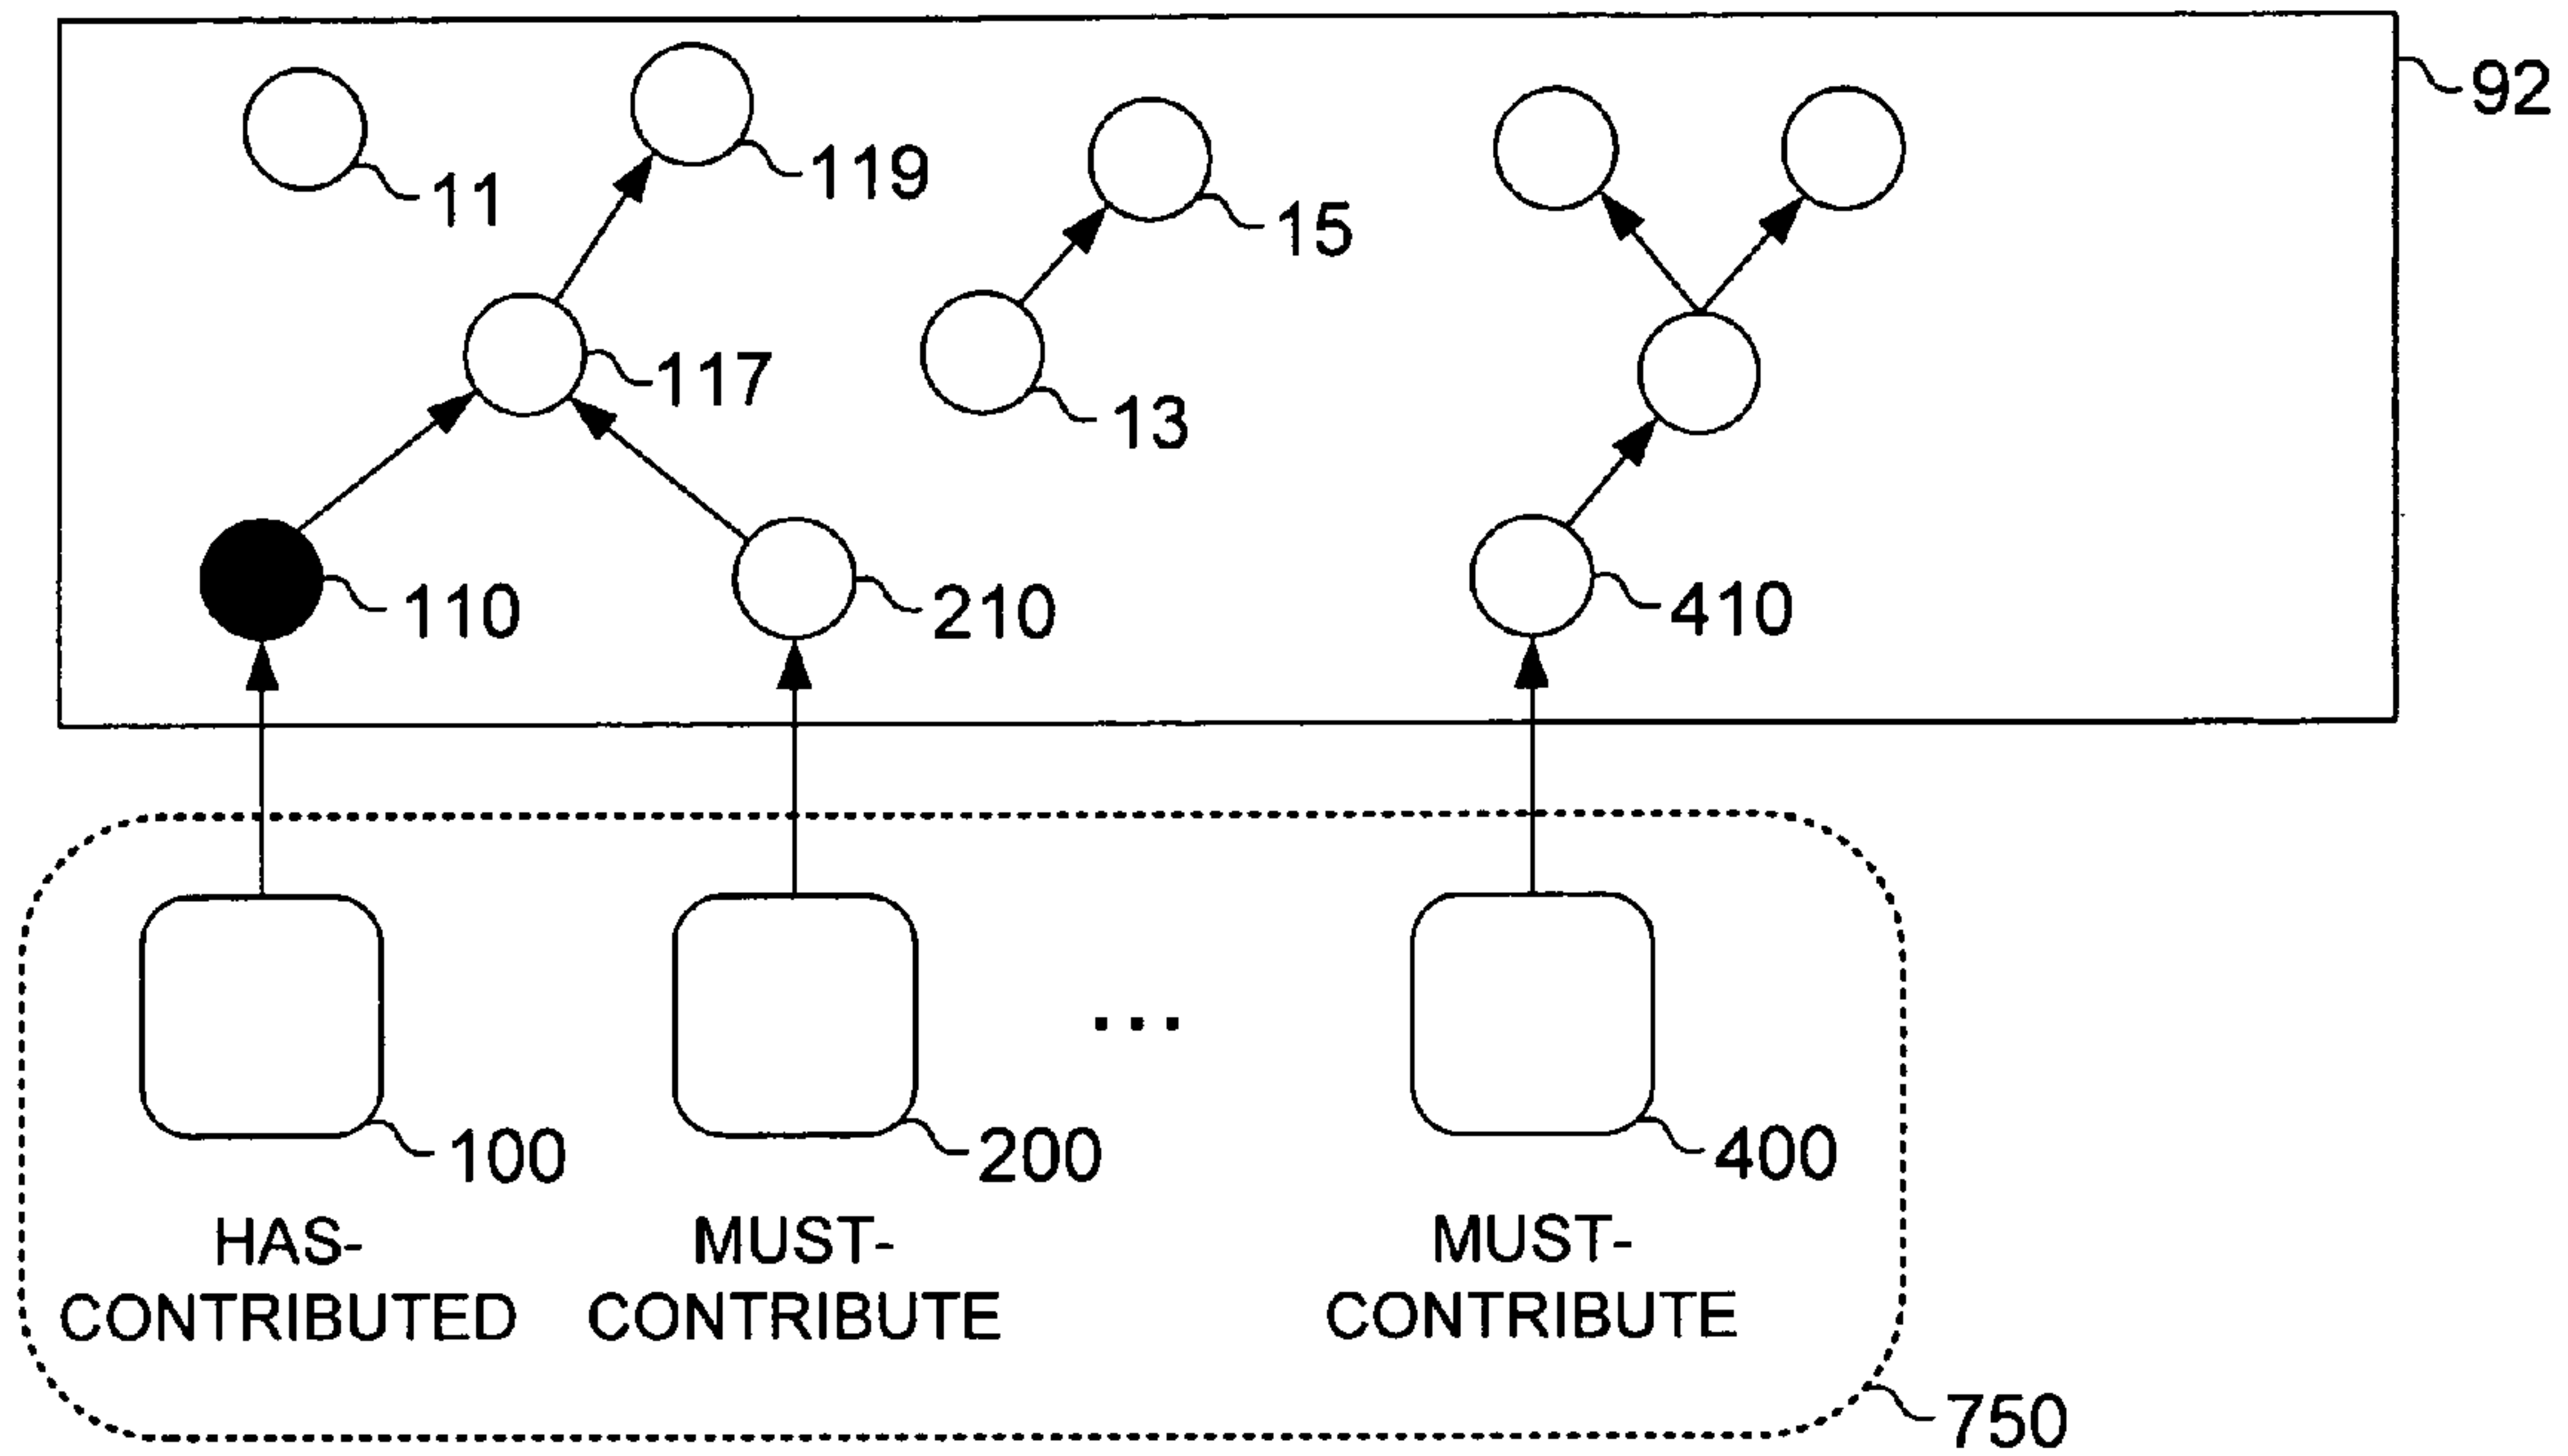 92
11
119
15
117
13
110
210
410
...
100
200
400
HAS-
CONTRIBUTED
MUST-
CONTRIBUTE
MUST-
CONTRIBUTE
750